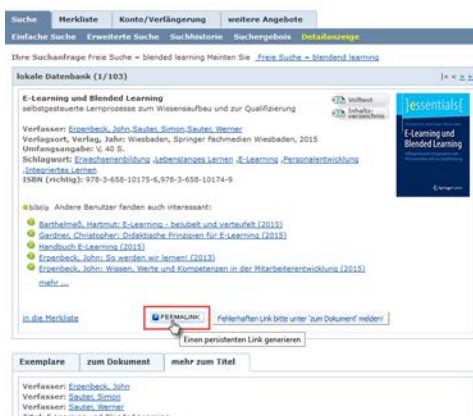 Suche Merkliste Konto/Verlängerung weitere Angebote
Einfache Suche Erweiterte Suche Suchhistorie Suchergebnis Detailanzeige
Ihre Suchanfrage Freie Suche = blended learning Meinten Sie Freie Suche = blendend learning
lokale Datenbank (1/103)
E-Learning und Blended Learning
selbstgesteuerte Lernprozesse zum Wissensaufbau und zur Qualifizierung
Volltext
Inhalts-
verzeichnis
Verfasser: Erpenbeck, John,Sauter, Simon,Sauter, Werner
Verlagsort, Verlag, Jahr: Wiesbaden, Springer Fachmedien Wiesbaden, 2015
Umfangsangabe: V, 40 S.
Schlagwort: Erwachsenenbildung ,Lebenslanges Lernen ,E-Learning ,Personalentwicklung
,Integriertes Lernen
ISBN (richtig): 978-3-658-10175-6,978-3-658-10174-9
}essentials{
E-Learning und
Blended Learning
Springer
bibtip Andere Benutzer fanden auch interessant:
Barthelmeß, Hartmut: E-Learning - bejubelt und verteufelt (2015)
Gardner, Christopher: Didaktische Prinzipien für E-Learning (2015)
Handbuch E-Learning (2015)
Erpenbeck, John: So werden wir lernen! (2013)
Erpenbeck, John: Wissen, Werte und Kompetenzen in der Mitarbeiterentwicklung (2015)
mehr ...
in die Merkliste PERMALINK Fehlerhaften Link bitte unter 'zum Dokument' melden!
Einen persistenten Link generieren
Exemplare zum Dokument mehr zum Titel
Verfasser: Erpenbeck, John
Verfasser: Sauter, Simon
Verfasser: Sauter, Werner